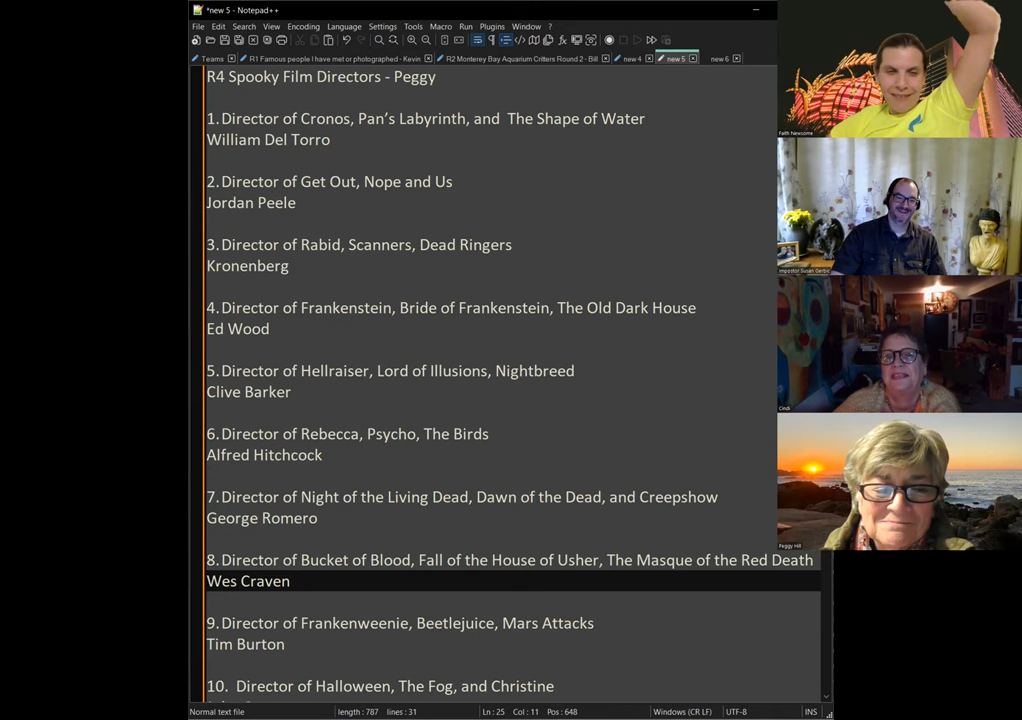 *new 5 - Notepad++
File Edit Search View Encoding Language Settings Tools Macro Run Plugins Window ?
Teams R1 Famous people I have met or photographed - Kevin R2 Monterey Bay Aquarium Critters Round 2 - Bill new 4 new 5 new 6
R4 Spooky Film Directors - Peggy
1. Director of Cronos, Pan's Labyrinth, and The Shape of Water
William Del Torro
2. Director of Get Out, Nope and Us
Jordan Peele
3. Director of Rabid, Scanners, Dead Ringers
Kronenberg
4. Director of Frankenstein, Bride of Frankenstein, The Old Dark House
Ed Wood
5. Director of Hellraiser, Lord of Illusions, Nightbreed
Clive Barker
6. Director of Rebecca, Psycho, The Birds
Alfred Hitchcock
7. Director of Night of the Living Dead, Dawn of the Dead, and Creepshow
George Romero
8. Director of Bucket of Blood, Fall of the House of Usher, The Masque of the Red Death
Wes Craven
9. Director of Frankenweenie, Beetlejuice, Mars Attacks
Tim Burton
10. Director of Halloween, The Fog, and Christine
Normal text file length : 787 lines : 31 Ln : 25 Col : 11 Pos : 648 Windows (CR LF) UTF-8 INS
Faith Newsome
Impostor Susan Gerbic
Cindi
Peggy Hill